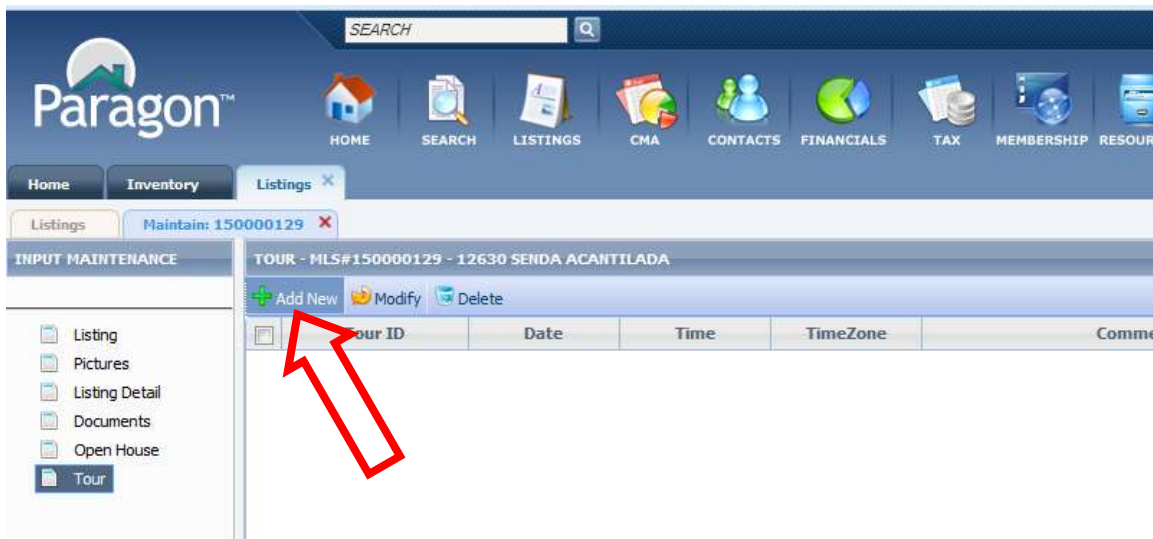 SEARCH
Paragon™
HOME SEARCH LISTINGS CMA CONTACTS FINANCIALS TAX MEMBERSHIP RESOUR
Home Inventory Listings
Listings Maintain: 150000129
INPUT MAINTENANCE TOUR - MLS#150000129 - 12630 SENDA ACANTILADA
Add New Modify Delete
Tour ID Date Time TimeZone Comme
Listing
Pictures
Listing Detail
Documents
Open House
Tour